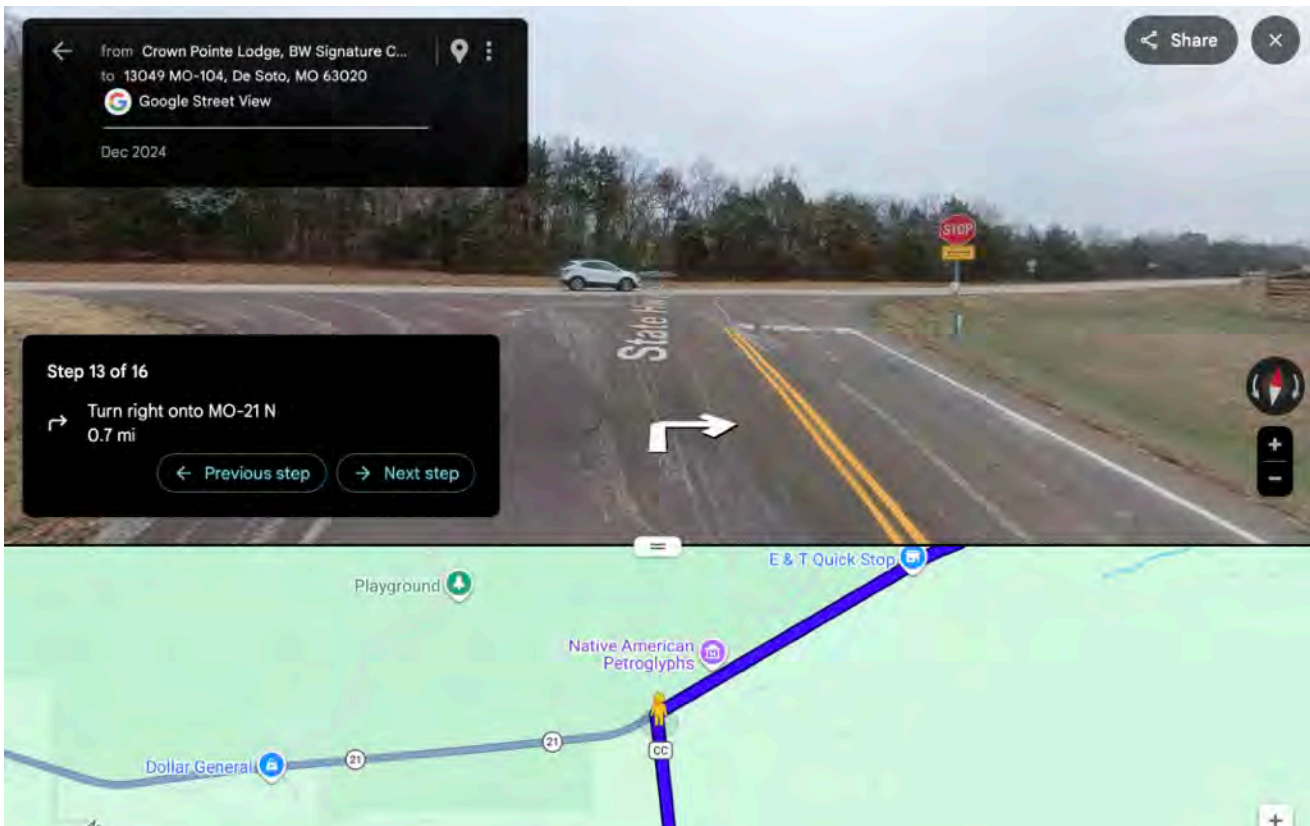 from Crown Pointe Lodge, BW Signature C...
to 13049 MO-104, De Soto, MO 63020
Google Street View
Dec 2024
Share
STOP
State
Step 13 of 16
Turn right onto MO-21 N
0.7 mi
Previous step
Next step
E & T Quick Stop
Playground
Native American
Petroglyphs
CC
21
21
Dollar General